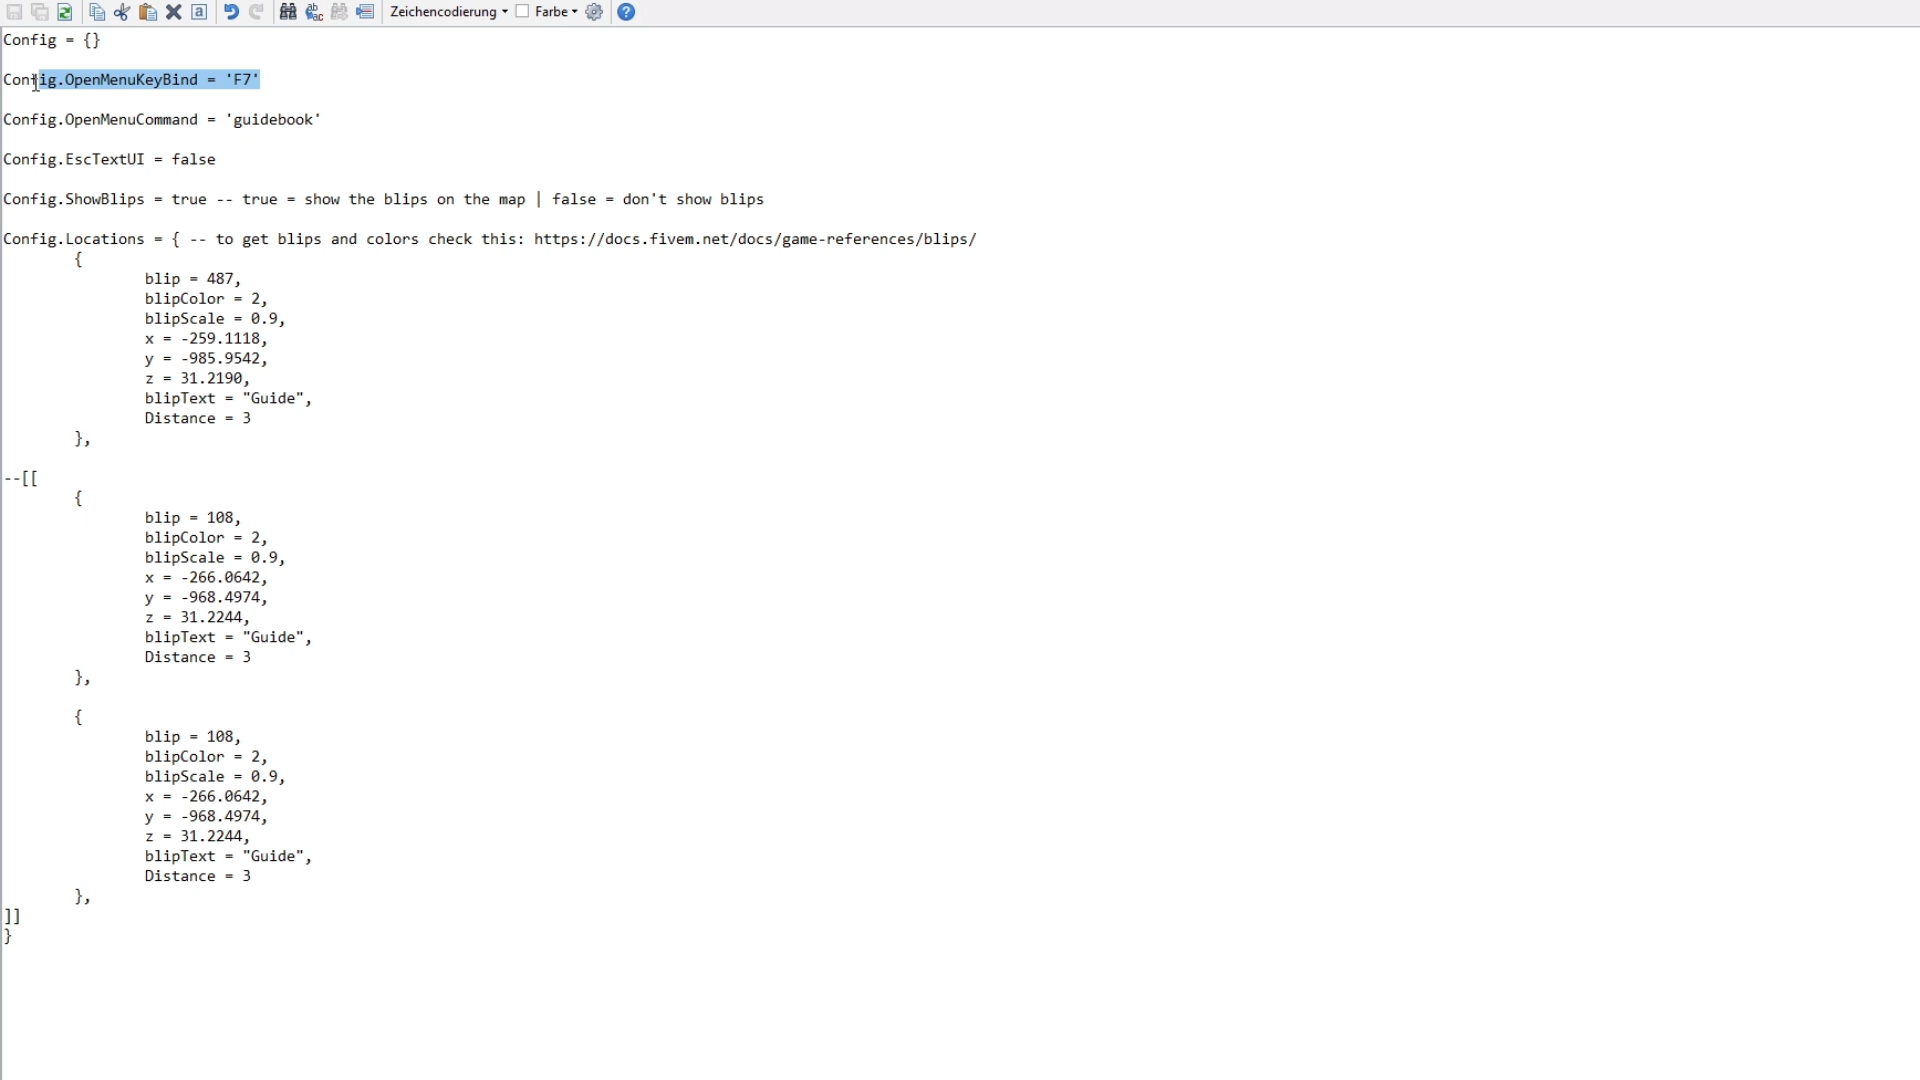 Zeichencodierung Farbe
Config = {}
Config.OpenMenuKeyBind = 'F7'
Config.OpenMenuCommand = 'guidebook'
Config.EscTextUI = false
Config.ShowBlips = true -- true = show the blips on the map | false = don't show blips
Config.Locations = { -- to get blips and colors check this: https://docs.fivem.net/docs/game-references/blips/
{
blip = 487,
blipColor = 2,
blipScale = 0.9,
x = -259.1118,
y = -985.9542,
z = 31.2190,
blipText = "Guide",
Distance = 3
},
--[[
{
blip = 108,
blipColor = 2,
blipScale = 0.9,
x = -266.0642,
y = -968.4974,
z = 31.2244,
blipText = "Guide",
Distance = 3
},
{
blip = 108,
blipColor = 2,
blipScale = 0.9,
x = -266.0642,
y = -968.4974,
z = 31.2244,
blipText = "Guide",
Distance = 3
},
]]
}